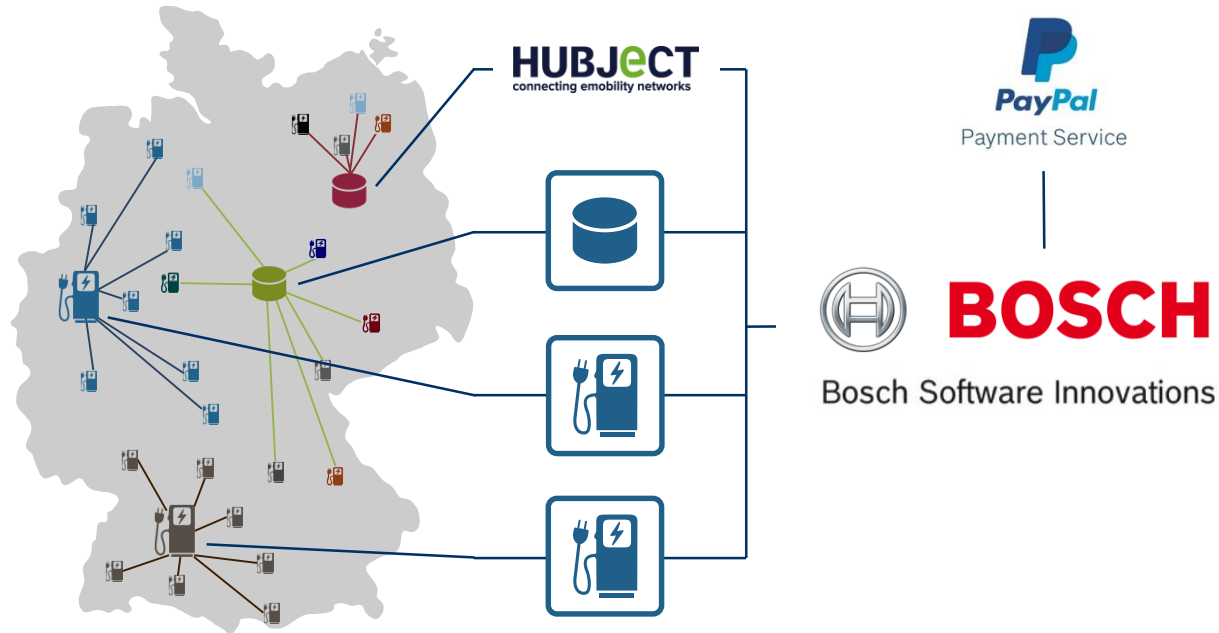 HUBJeCT
connecting emobility networks
PayPal
Payment Service
BOSCH
Bosch Software Innovations